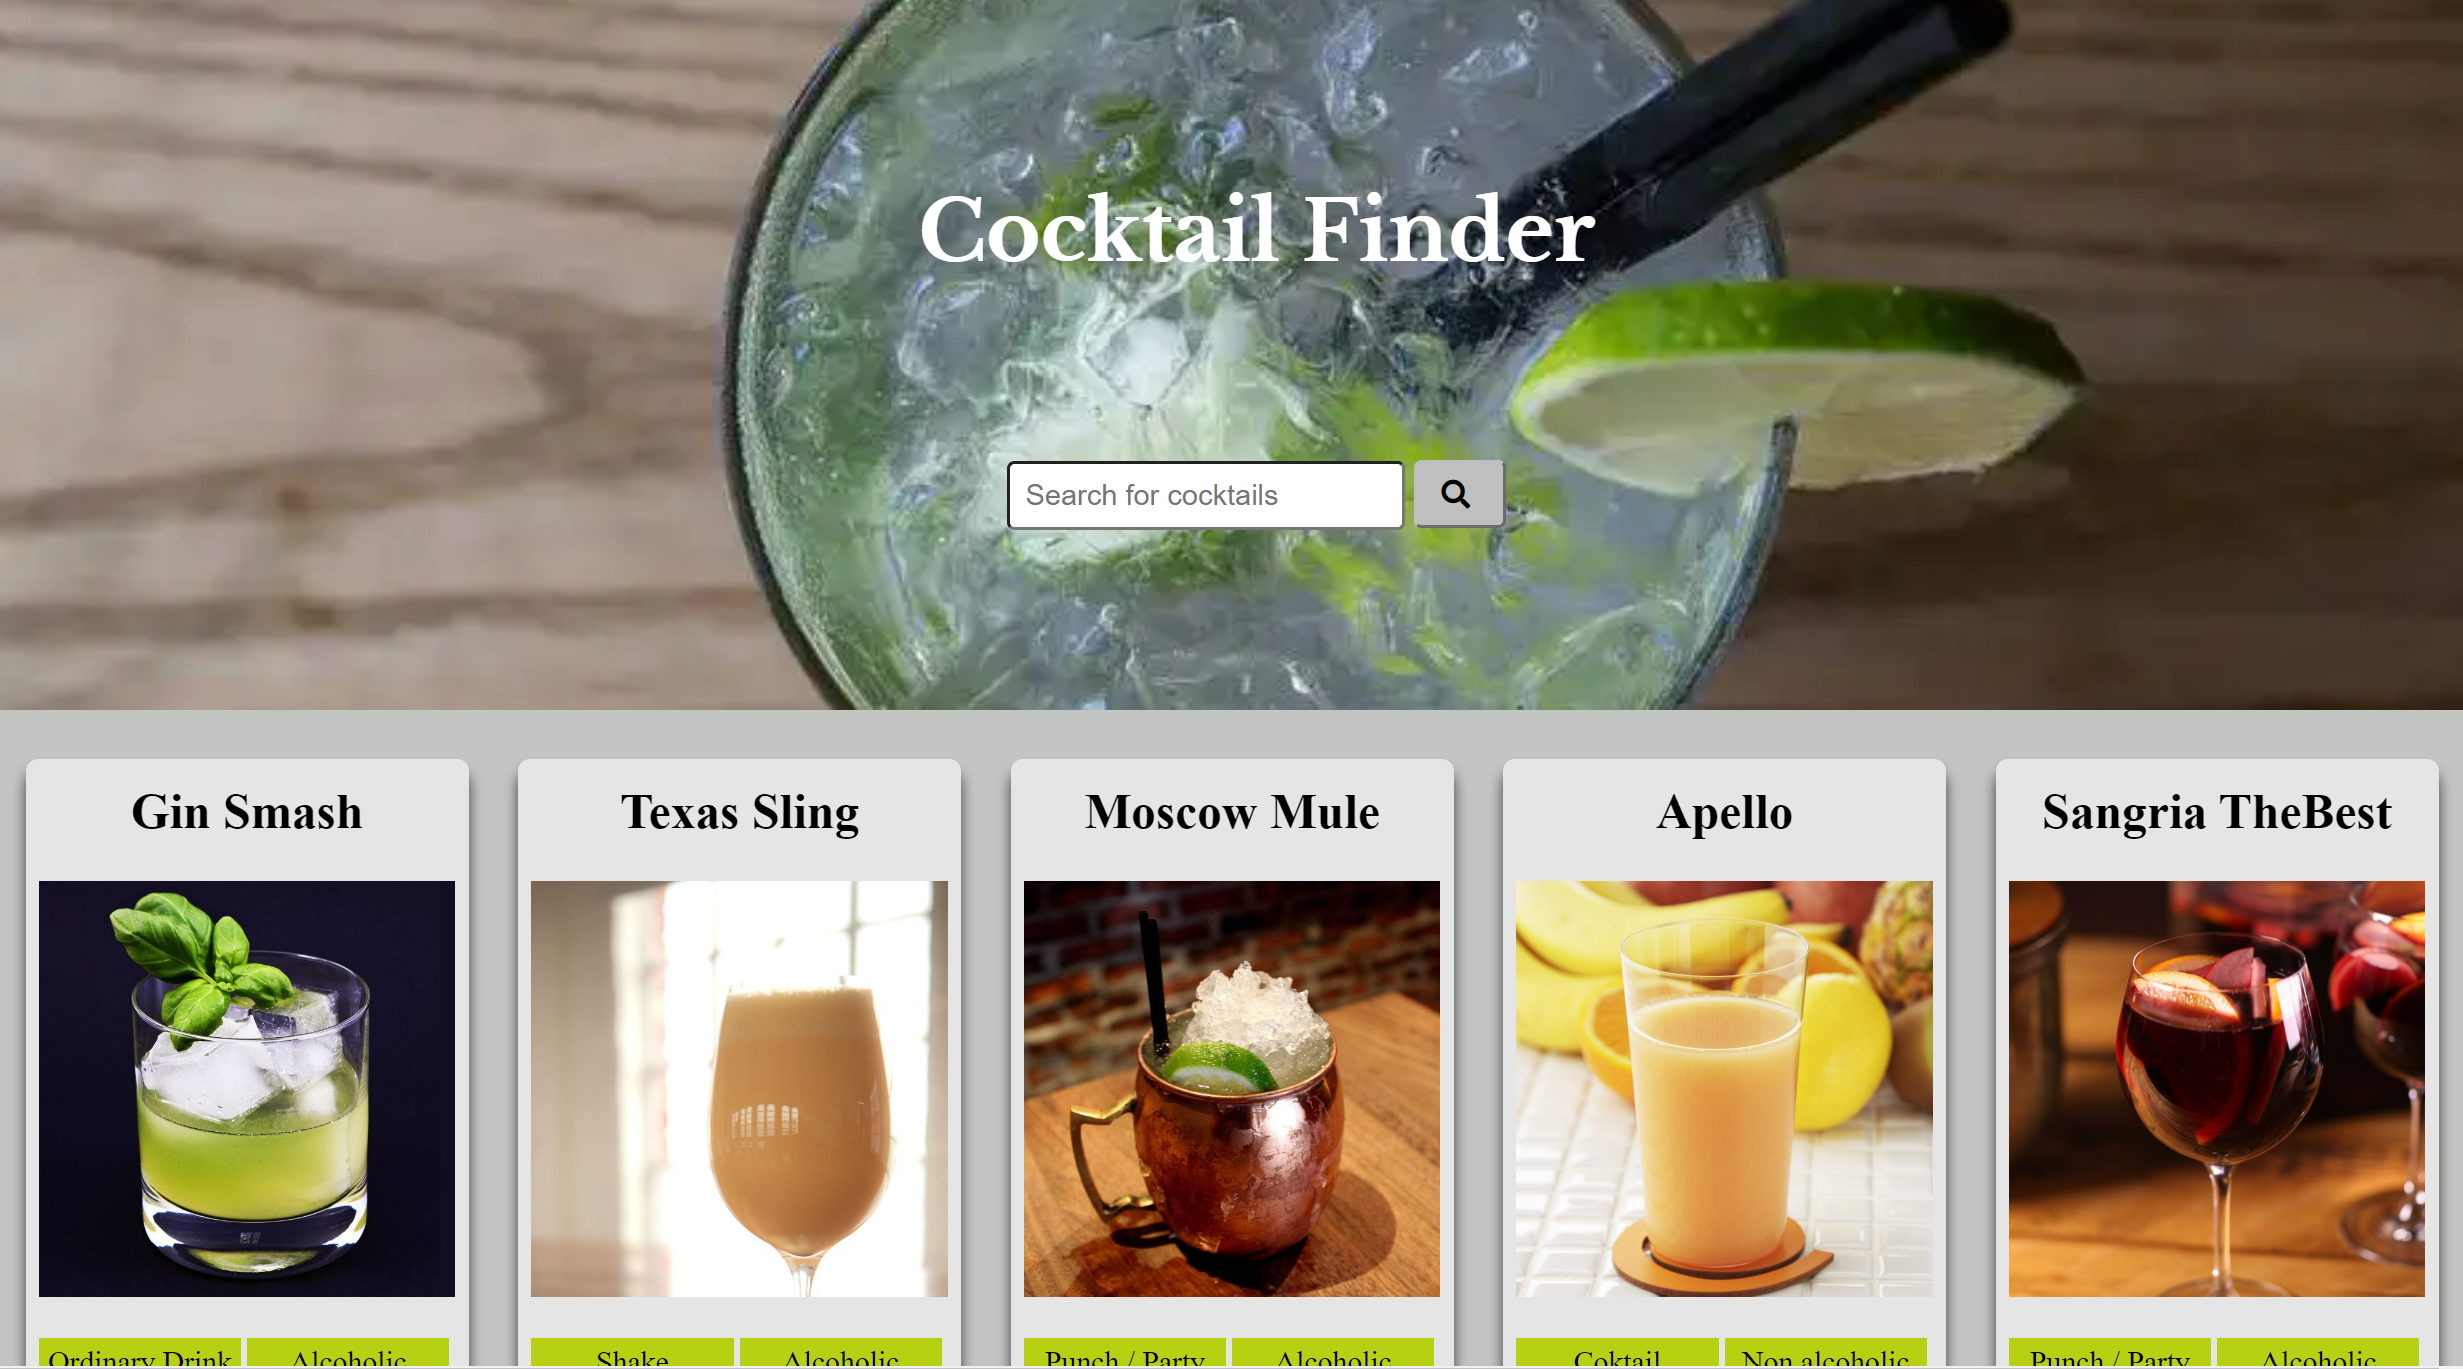 Cocktail Finder
Search for cocktails
Gin Smash
Texas Sling
Moscow Mule
Apello
Sangria TheBest
Ordinary Drink
Alcoholic
Shake
Alcoholic
Punch / Party
Alcoholic
Coktail
Non alcoholic
Punch / Party
Alcoholic